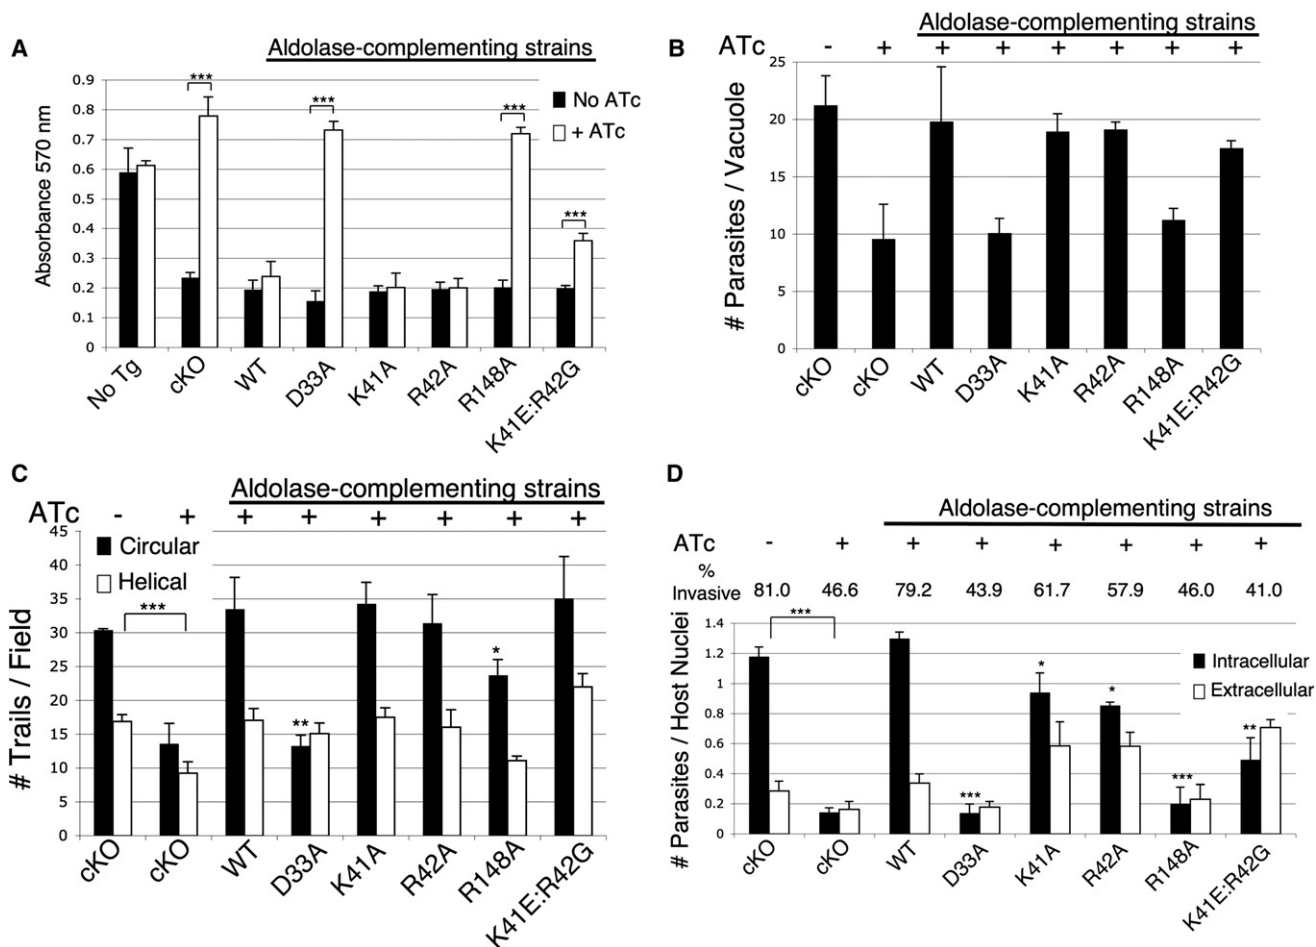 A
Aldolase-complementing strains
Absorbance 570 nm
0.9
0.8
0.7
0.6
0.5
0.4
0.3
0.2
0.1
0
*** *** *** ***
No ATc
+ ATc
No Tg cKO WT D33A K41A R42A R148A K41E:R42G
B
Aldolase-complementing strains
ATc - + + + + + + +
# Parasites / Vacuole
25
20
15
10
5
0
cKO cKO WT D33A K41A R42A R148A K41E:R42G
C
Aldolase-complementing strains
ATc - + + + + + + +
# Trails / Field
45
40
35
30
25
20
15
10
5
0
Circular
Helical
*** ** *
cKO cKO WT D33A K41A R42A R148A K41E:R42G
D
Aldolase-complementing strains
ATc - + + + + + + +
%
Invasive 81.0 46.6 79.2 43.9 61.7 57.9 46.0 41.0
# Parasites / Host Nuclei
1.4
1.2
1
0.8
0.6
0.4
0.2
0
Intracellular
Extracellular
*** *** * * *** **
cKO cKO WT D33A K41A R42A R148A K41E:R42G